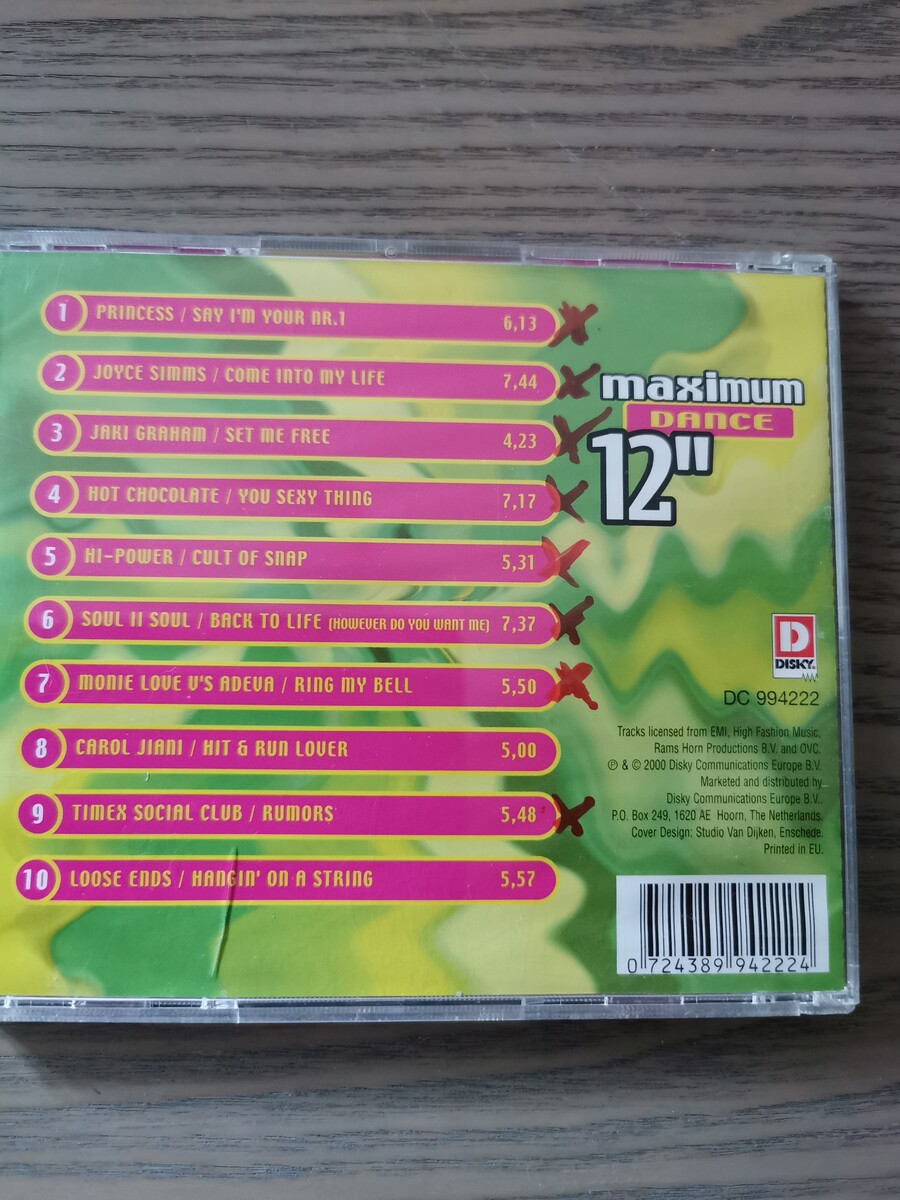 1 PRINCESS / SAY I'M YOUR NR.1 6,13
2 JOYCE SIMMS / COME INTO MY LIFE 7,44
3 JAKI GRAHAM / SET ME FREE 4,23
4 HOT CHOCOLATE / YOU SEXY THING 7,17
5 HI-POWER / CULT OF SNAP 5,31
6 SOUL II SOUL / BACK TO LIFE (HOWEVER DO YOU WANT ME) 7,37
7 MONIE LOVE V'S ADEVA / RING MY BELL 5,50
8 CAROL JIANI / HIT & RUN LOVER 5,00
9 TIMEX SOCIAL CLUB / RUMORS 5,48
10 LOOSE ENDS / HANGIN' ON A STRING 5,57
maximum
DANCE
12"
D
DISKY.
DC 994222
Tracks licensed from EMI, High Fashion Music,
Rams Horn Productions B.V. and OVC.
℗ & © 2000 Disky Communications Europe B.V.
Marketed and distributed by
Disky Communications Europe B.V..
P.O. Box 249, 1620 AE Hoorn, The Netherlands.
Cover Design: Studio Van Dijken, Enschede.
Printed in EU.
0 724389 942224